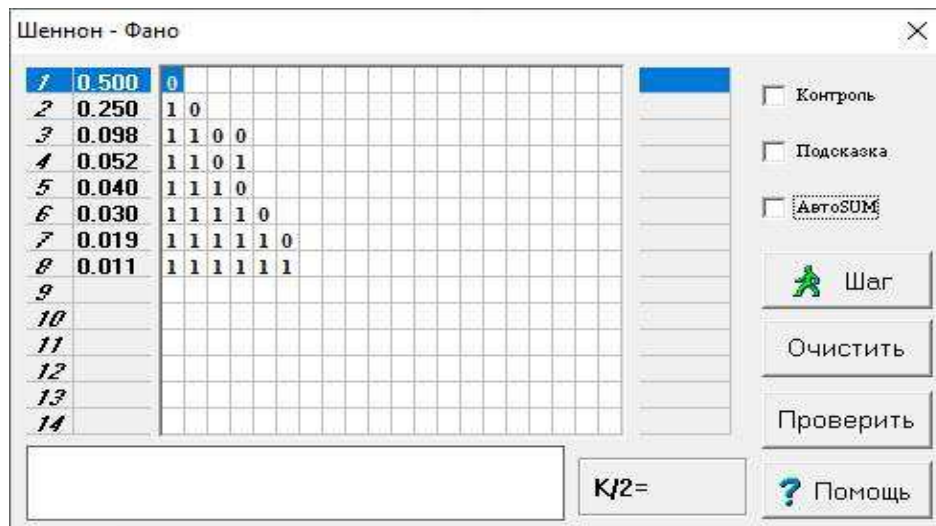 Шеннон - Фано
1 0.500 0
2 0.250 1 0
3 0.098 1 1 0 0
4 0.052 1 1 0 1
5 0.040 1 1 1 0
6 0.030 1 1 1 1 0
7 0.019 1 1 1 1 1 0
8 0.011 1 1 1 1 1 1
9
10
11
12
13
14
Контроль
Подсказка
АвтоSUM
Шаг
Очистить
Проверить
K/2=
? Помощь